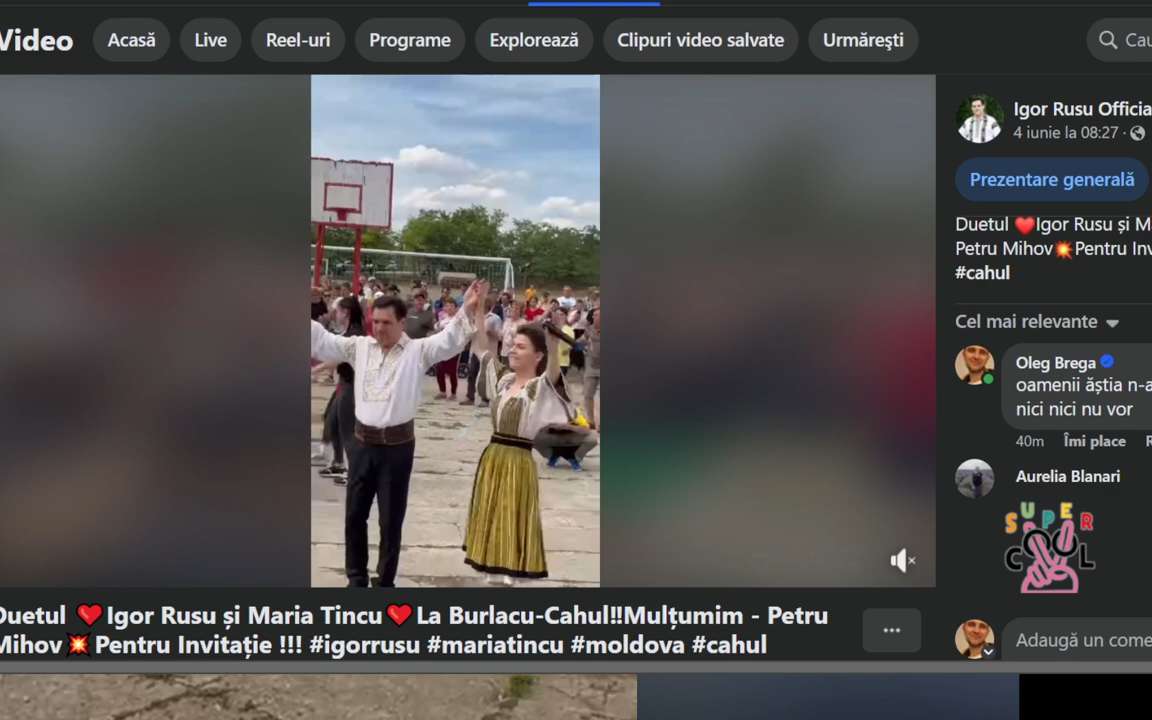 Video
Acasă
Live
Reel-uri
Programe
Explorează
Clipuri video salvate
Urmărești
Igor Rusu
4 iunie la 08:27 ·
Prezentare generală
Duetul ❤️Igor Rusu și
Petru Mihov💥Pentru
#cahul
Cel mai relevante
Oleg Brega
oamenii ăștia
nici nici nu vor
40m Îmi place
Aurelia Blanari
SUPER
COOL
Duetul ❤️Igor Rusu și Maria Tincu❤️La Burlacu-Cahul‼️Mulțumim - Petru
Mihov💥Pentru Invitație !!! #igorrusu #mariatincu #moldova #cahul
Adaugă un